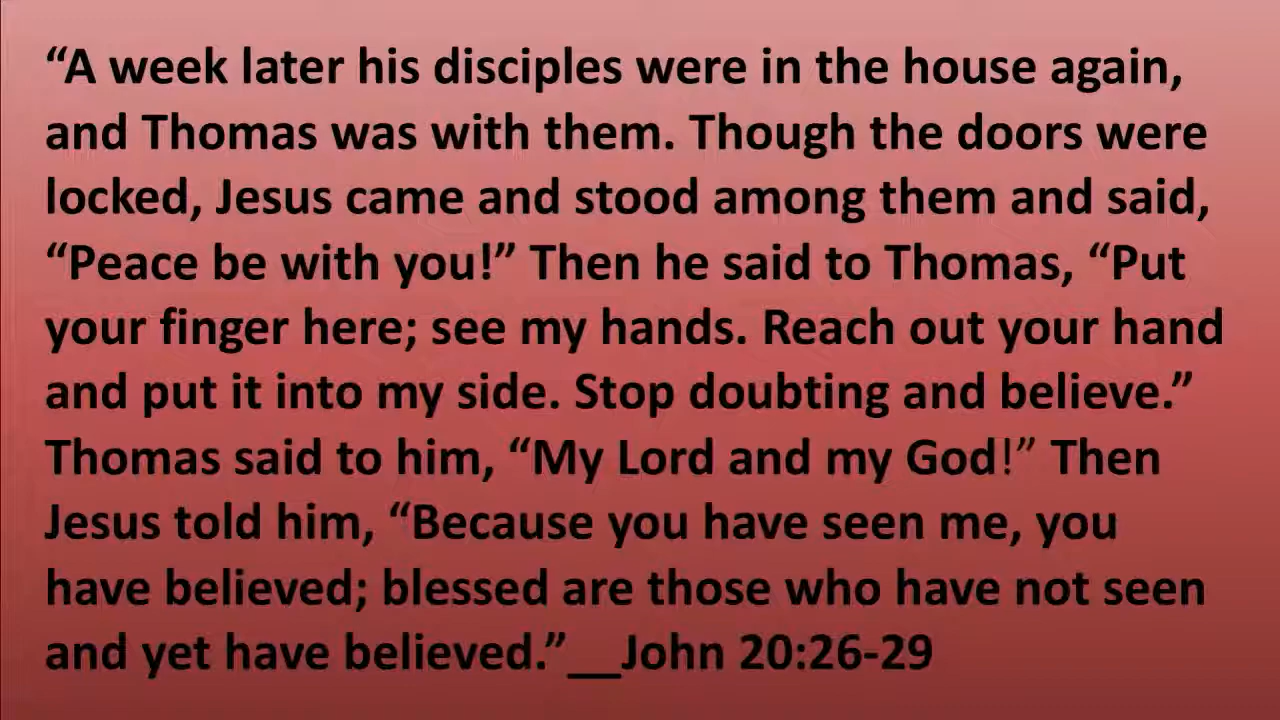 “A week later his disciples were in the house again,
and Thomas was with them. Though the doors were
locked, Jesus came and stood among them and said,
“Peace be with you!” Then he said to Thomas, “Put
your finger here; see my hands. Reach out your hand
and put it into my side. Stop doubting and believe.”
Thomas said to him, “My Lord and my God!” Then
Jesus told him, “Because you have seen me, you
have believed; blessed are those who have not seen
and yet have believed.”__John 20:26-29